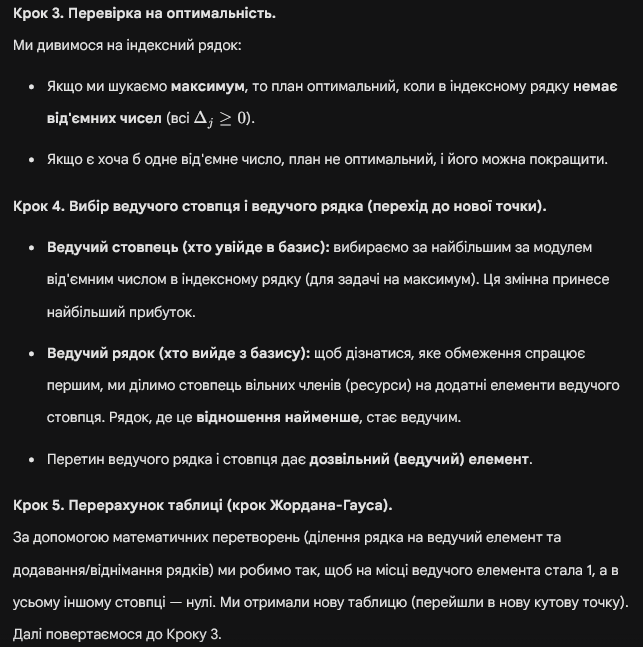 Крок 3. Перевірка на оптимальність.
Ми дивимося на індексний рядок:
• Якщо ми шукаємо максимум, то план оптимальний, коли в індексному рядку немає
від'ємних чисел (всі Δⱼ ≥ 0).
• Якщо є хоча б одне від'ємне число, план не оптимальний, і його можна покращити.
Крок 4. Вибір ведучого стовпця і ведучого рядка (перехід до нової точки).
• Ведучий стовпець (хто увійде в базис): вибираємо за найбільшим за модулем
від'ємним числом в індексному рядку (для задачі на максимум). Ця змінна принесе
найбільший прибуток.
• Ведучий рядок (хто вийде з базису): щоб дізнатися, яке обмеження спрацює
першим, ми ділимо стовпець вільних членів (ресурси) на додатні елементи ведучого
стовпця. Рядок, де це відношення найменше, стає ведучим.
• Перетин ведучого рядка і стовпця дає дозвільний (ведучий) елемент.
Крок 5. Перерахунок таблиці (крок Жордана-Гауса).
За допомогою математичних перетворень (ділення рядка на ведучий елемент та
додавання/віднімання рядків) ми робимо так, щоб на місці ведучого елемента стала 1, а в
усьому іншому стовпці — нулі. Ми отримали нову таблицю (перейшли в нову кутову точку).
Далі повертаємося до Кроку 3.